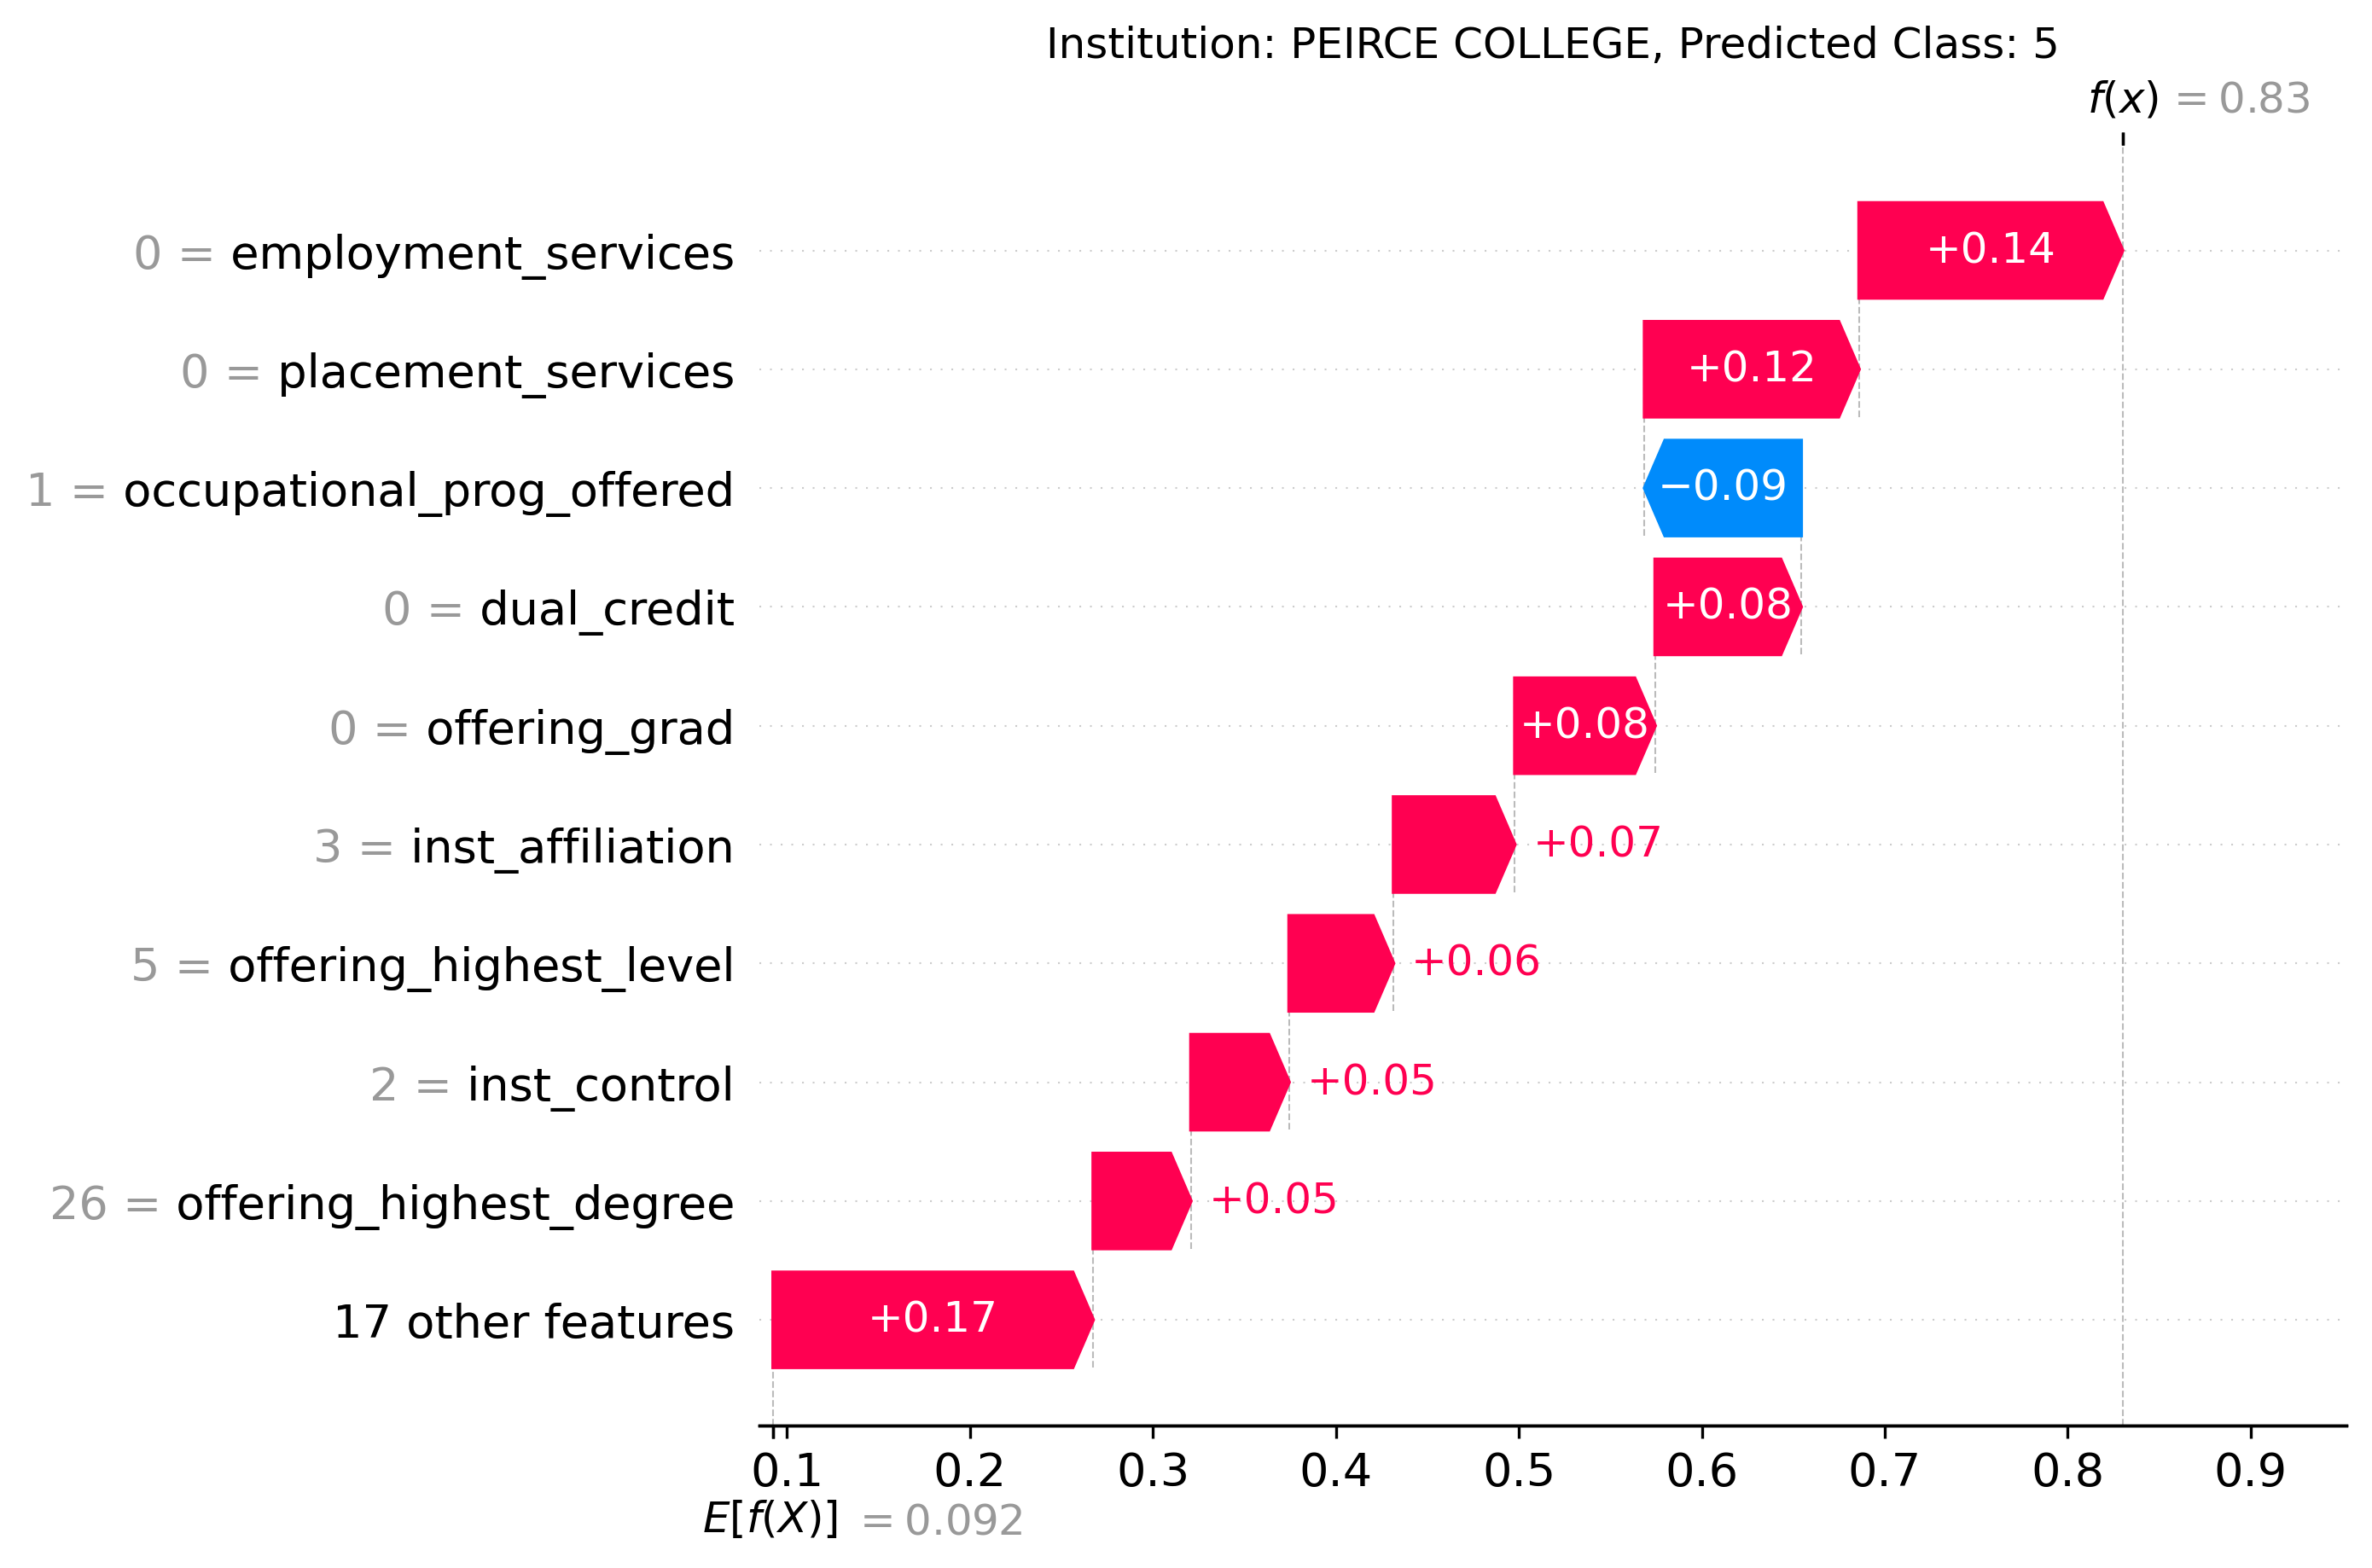 Institution: PEIRCE COLLEGE, Predicted Class: 5
f(x) = 0.83
0 = employment_services +0.14
0 = placement_services +0.12
1 = occupational_prog_offered −0.09
0 = dual_credit +0.08
0 = offering_grad +0.08
3 = inst_affiliation +0.07
5 = offering_highest_level +0.06
2 = inst_control +0.05
26 = offering_highest_degree +0.05
17 other features +0.17
0.1 0.2 0.3 0.4 0.5 0.6 0.7 0.8 0.9
E[f(X)] = 0.092